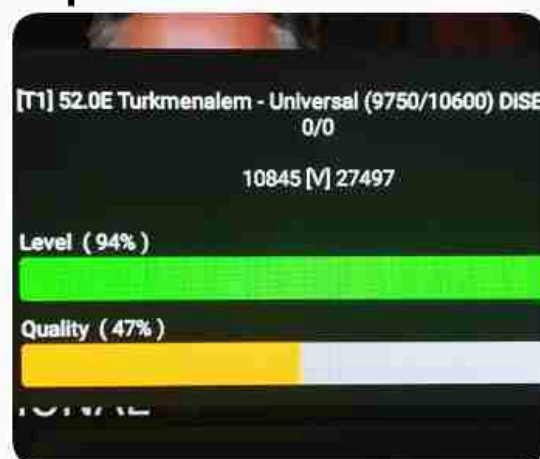 [T1] 52.0E Turkmenalem - Universal (9750/10600) DISE
0/0
10845 [V] 27497
Level ( 94% )
Quality ( 47% )